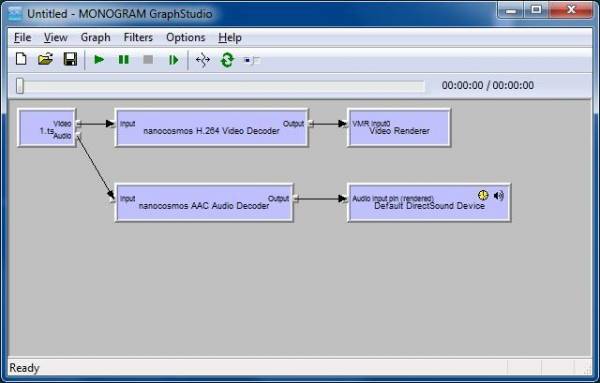 Untitled - MONOGRAM GraphStudio
File View Graph Filters Options Help
00:00:00 / 00:00:00
Video
1.ts
Audio
Input
Output
nanocosmos H.264 Video Decoder
VMR Input0
Video Renderer
Input
Output
nanocosmos AAC Audio Decoder
Audio input pin (rendered)
Default DirectSound Device
Ready